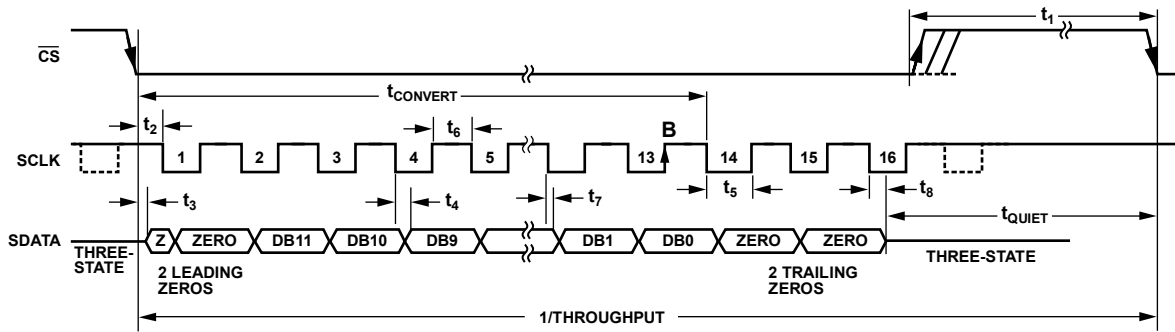 t1
CS
tCONVERT
t2
t6
B
SCLK
1 2 3 4 5 13 14 15 16
t3
t4
t7
t5
t8
tQUIET
SDATA
Z ZERO DB11 DB10 DB9 DB1 DB0 ZERO ZERO
THREE-
STATE
THREE-STATE
2 LEADING
ZEROS
2 TRAILING
ZEROS
1/THROUGHPUT